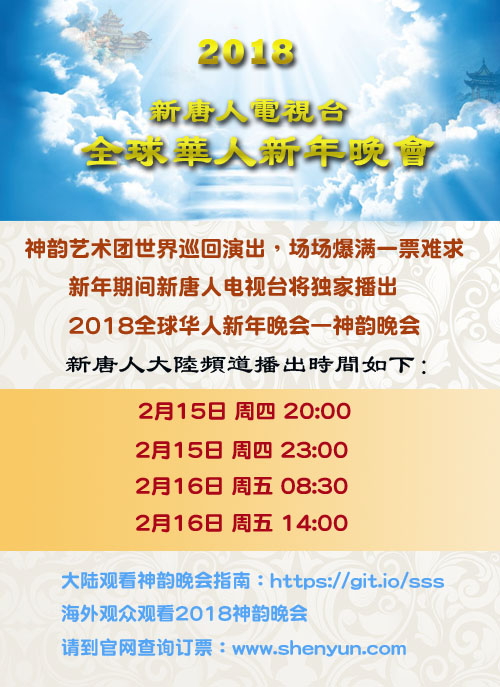 2018
新唐人電視台
全球華人新年晚會
神韵艺术团世界巡回演出，场场爆满一票难求
新年期间新唐人电视台将独家播出
2018全球华人新年晚会—神韵晚会
新唐人大陸頻道播出時間如下：
2月15日 周四 20:00
2月15日 周四 23:00
2月16日 周五 08:30
2月16日 周五 14:00
大陆观看神韵晚会指南：https://git.io/sss
海外观众观看2018神韵晚会
请到官网查询订票：www.shenyun.com